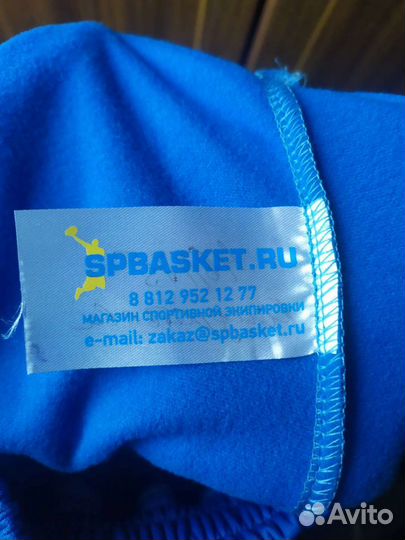 SPBASKET.RU
8 812 952 12 77
МАГАЗИН СПОРТИВНОЙ ЭКИПИРОВКИ
e-mail: zakaz@spbasket.ru
Avito